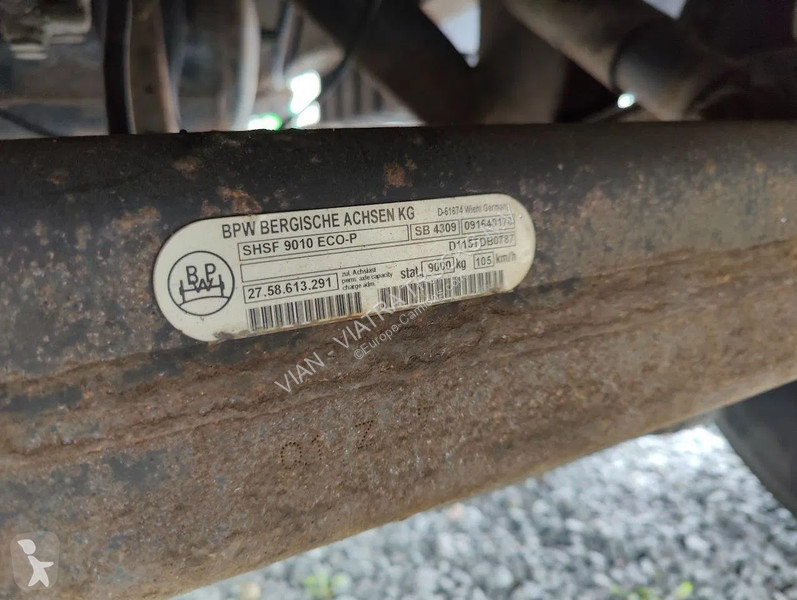 BPW BERGISCHE ACHSEN KG D-51674 Wiehl Germany
SHSF 9010 ECO-P SB 4309
BPW
27.58.613.291
zul. Achslast
perm. axle capacity
charge adm.
stat. 9000 kg 105 km/h
VIAN - VIATRA
©Europe-Camions